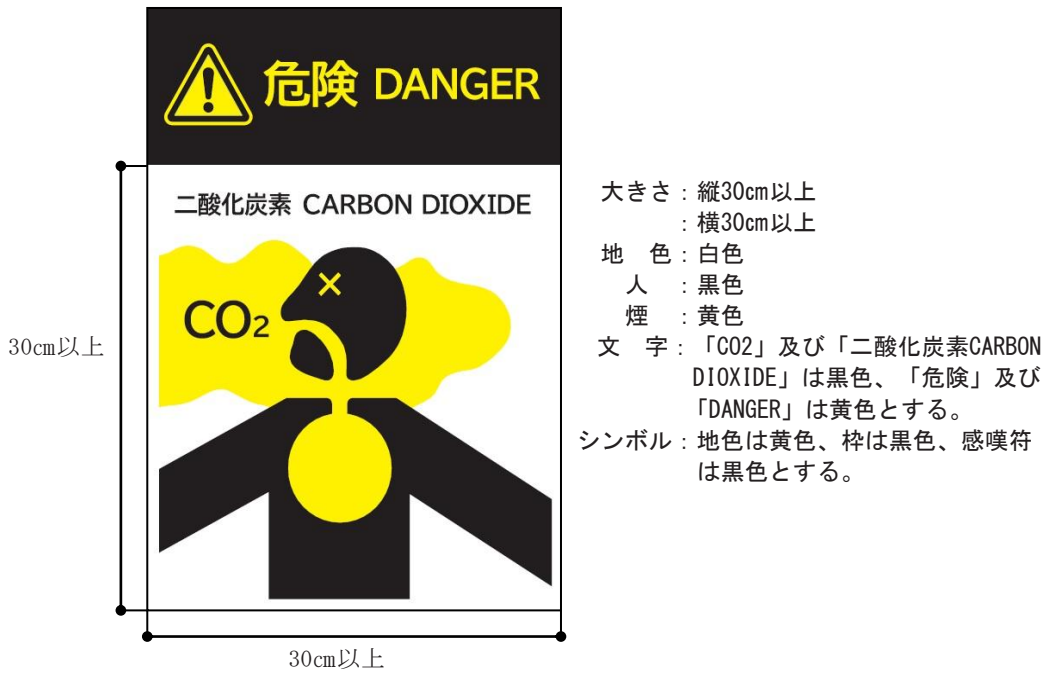 危険 DANGER
二酸化炭素 CARBON DIOXIDE
CO2
30cm以上
30cm以上
大きさ：縦30cm以上
：横30cm以上
地　色：白色
人　：黒色
煙　：黄色
文　字：「CO2」及び「二酸化炭素CARBON
DIOXIDE」は黒色、「危険」及び
「DANGER」は黄色とする。
シンボル：地色は黄色、枠は黒色、感嘆符
は黒色とする。